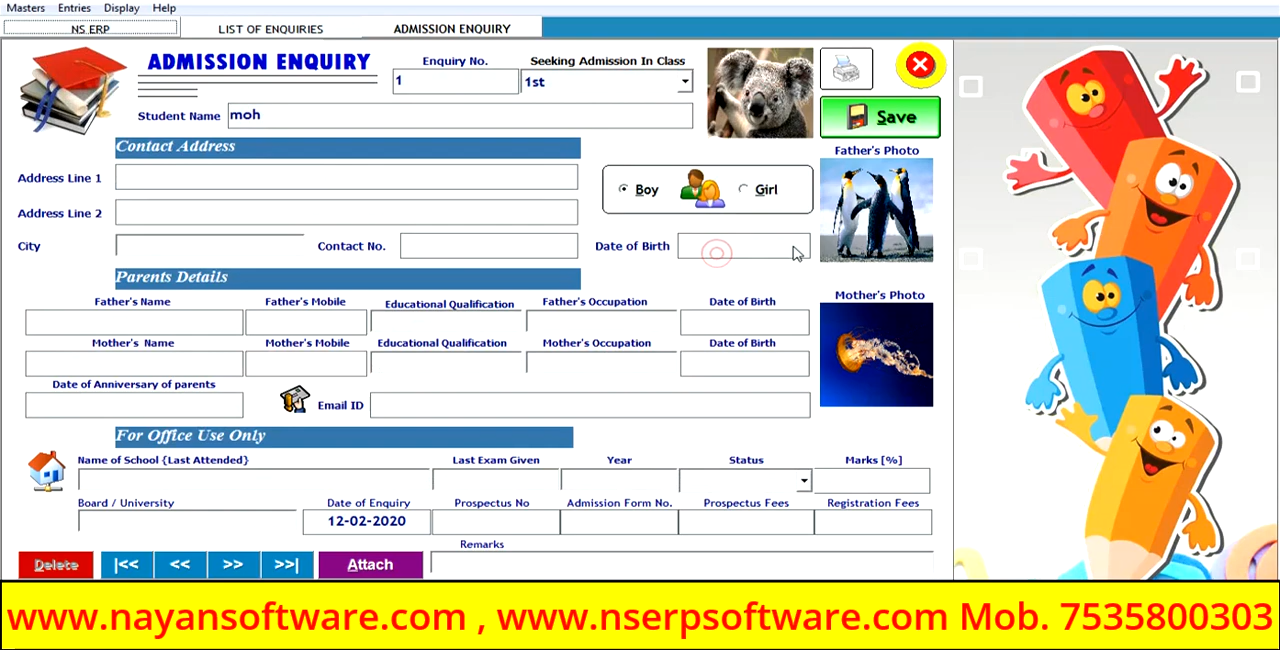 Masters Entries Display Help
NS ERP LIST OF ENQUIRIES ADMISSION ENQUIRY
ADMISSION ENQUIRY
Enquiry No. Seeking Admission In Class
1 1st
Student Name moh
Save
Contact Address
Father's Photo
Address Line 1
Boy Girl
Address Line 2
City Contact No. Date of Birth
Parents Details
Father's Name Father's Mobile Educational Qualification Father's Occupation Date of Birth
Mother's Photo
Mother's Name Mother's Mobile Educational Qualification Mother's Occupation Date of Birth
Date of Anniversary of parents
Email ID
For Office Use Only
Name of School {Last Attended} Last Exam Given Year Status Marks [%]
Board / University Date of Enquiry Prospectus No Admission Form No. Prospectus Fees Registration Fees
12-02-2020
Remarks
Delete |<< << >> >>| Attach
www.nayansoftware.com , www.nserpsoftware.com Mob. 7535800303